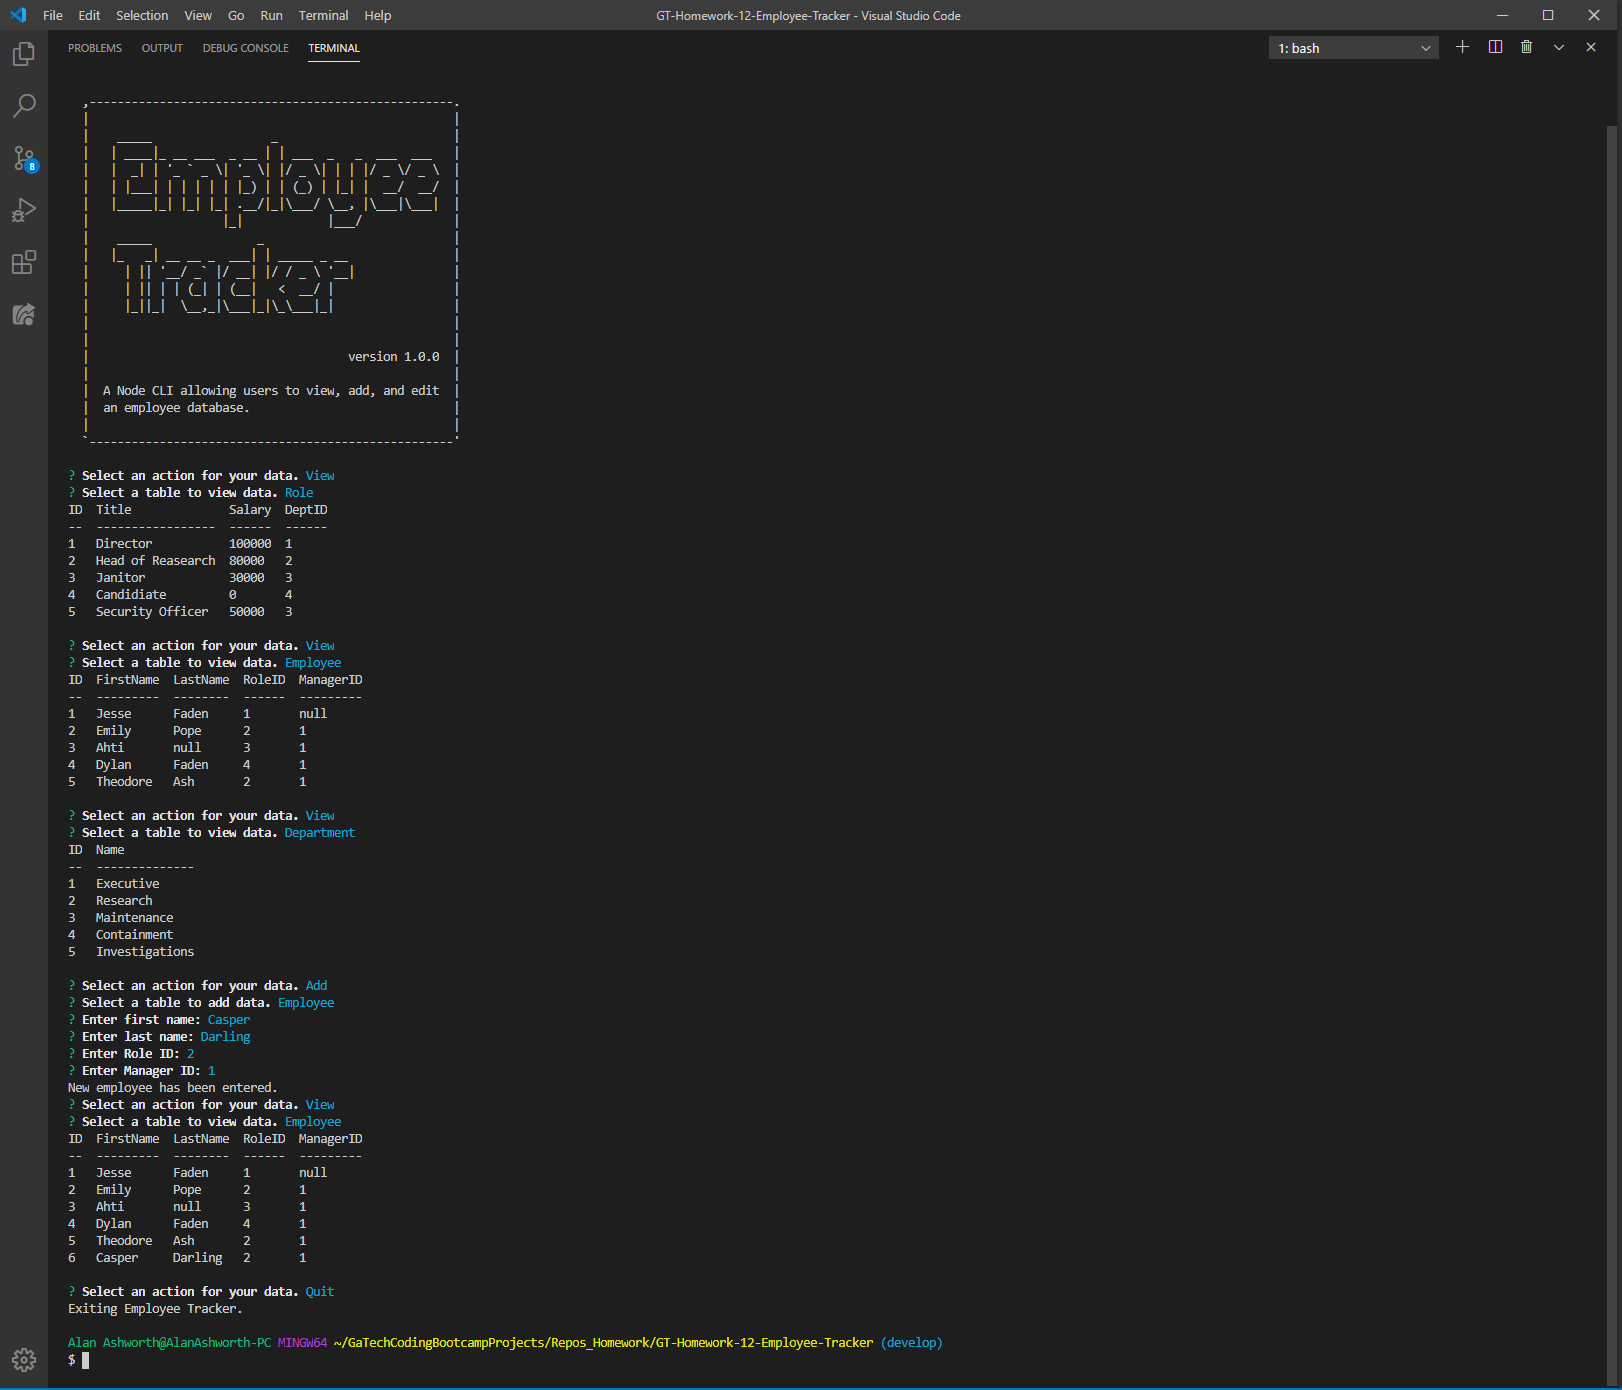 File Edit Selection View Go Run Terminal Help GT-Homework-12-Employee-Tracker - Visual Studio Code
PROBLEMS OUTPUT DEBUG CONSOLE TERMINAL 1: bash
8
Employee
Tracker
version 1.0.0
A Node CLI allowing users to view, add, and edit
an employee database.
? Select an action for your data. View
? Select a table to view data. Role
ID Title Salary DeptID
-- ----------------- ------ ------
1 Director 100000 1
2 Head of Reasearch 80000 2
3 Janitor 30000 3
4 Candidiate 0 4
5 Security Officer 50000 3
? Select an action for your data. View
? Select a table to view data. Employee
ID FirstName LastName RoleID ManagerID
-- --------- -------- ------ ---------
1 Jesse Faden 1 null
2 Emily Pope 2 1
3 Ahti null 3 1
4 Dylan Faden 4 1
5 Theodore Ash 2 1
? Select an action for your data. View
? Select a table to view data. Department
ID Name
-- --------------
1 Executive
2 Research
3 Maintenance
4 Containment
5 Investigations
? Select an action for your data. Add
? Select a table to add data. Employee
? Enter first name: Casper
? Enter last name: Darling
? Enter Role ID: 2
? Enter Manager ID: 1
New employee has been entered.
? Select an action for your data. View
? Select a table to view data. Employee
ID FirstName LastName RoleID ManagerID
-- --------- -------- ------ ---------
1 Jesse Faden 1 null
2 Emily Pope 2 1
3 Ahti null 3 1
4 Dylan Faden 4 1
5 Theodore Ash 2 1
6 Casper Darling 2 1
? Select an action for your data. Quit
Exiting Employee Tracker.
Alan Ashworth@AlanAshworth-PC MINGW64 ~/GaTechCodingBootcampProjects/Repos_Homework/GT-Homework-12-Employee-Tracker (develop)
$